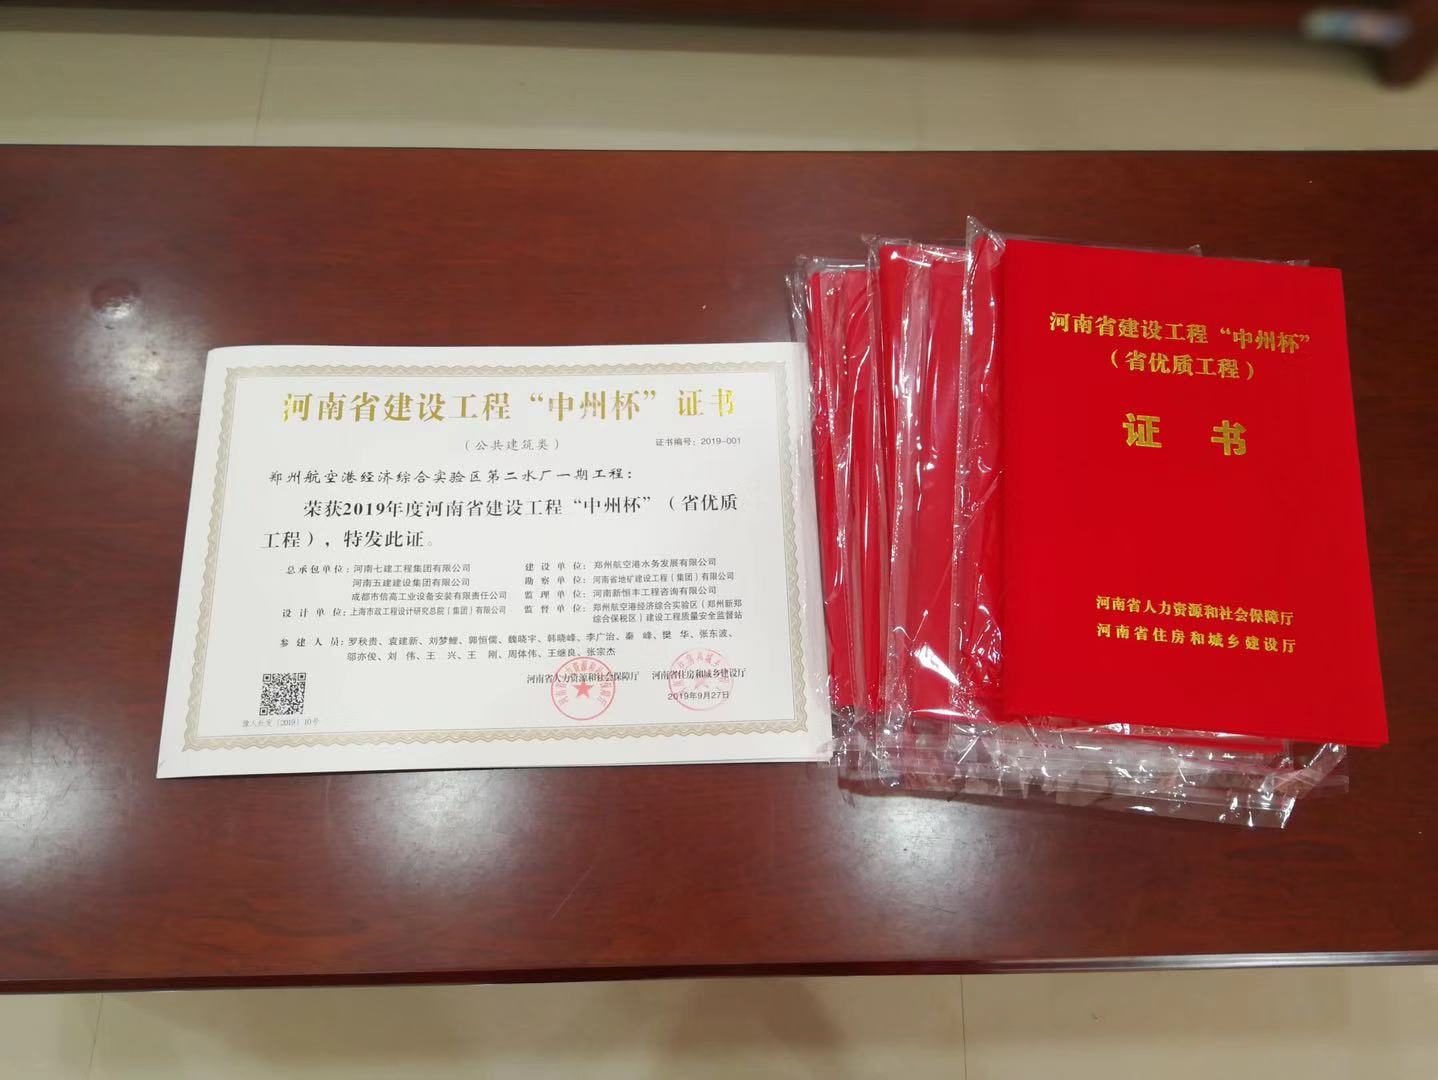 河南省建设工程“中州杯”证书
（公共建筑类） 证书编号：2019-001
郑州航空港经济综合实验区第二水厂一期工程：
荣获2019年度河南省建设工程“中州杯”（省优质
工程），特发此证。
总承包单位：河南七建工程集团有限公司
河南五建建设集团有限公司
成都市信高工业设备安装有限责任公司
设计单位：上海市政工程设计研究总院（集团）有限公司
建设单位：郑州航空港水务发展有限公司
勘察单位：河南省地矿建设工程（集团）有限公司
监理单位：河南新恒丰工程咨询有限公司
监督单位：郑州航空港经济综合实验区（郑州新郑
综合保税区）建设工程质量安全监督站
参建人员：罗秋贵、袁建新、刘梦鲤、郭恒儒、魏晓宇、韩晓峰、李广治、秦峰、樊华、张东波、
邬亦俊、刘伟、王兴、王刚、周体伟、王继良、张宗杰
河南省人力资源和社会保障厅 河南省住房和城乡建设厅
2019年9月27日
豫人社发〔2019〕10号
河南省建设工程“中州杯”
（省优质工程）
证书
河南省人力资源和社会保障厅
河南省住房和城乡建设厅